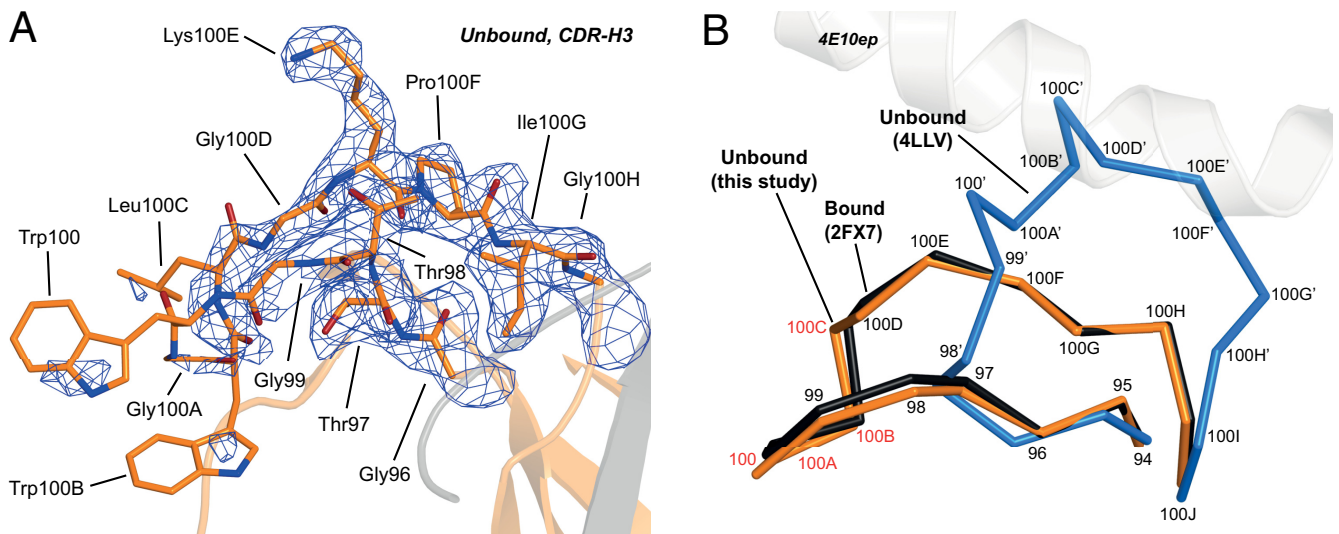 A
Unbound, CDR-H3
Lys100E
Pro100F
Ile100G
Gly100D
Gly100H
Leu100C
Trp100
Thr98
Gly99
Gly100A
Thr97
Gly96
Trp100B
B
4E10ep
100C'
Unbound
(4LLV)
100D'
100B'
100E'
Unbound
(this study)
100'
100A'
100F'
Bound
(2FX7)
99'
100E
100F
100G'
100C
100D
100H
100G
100H'
98'
97
99
98
95
100B
100I
100
100A
96
94
100J